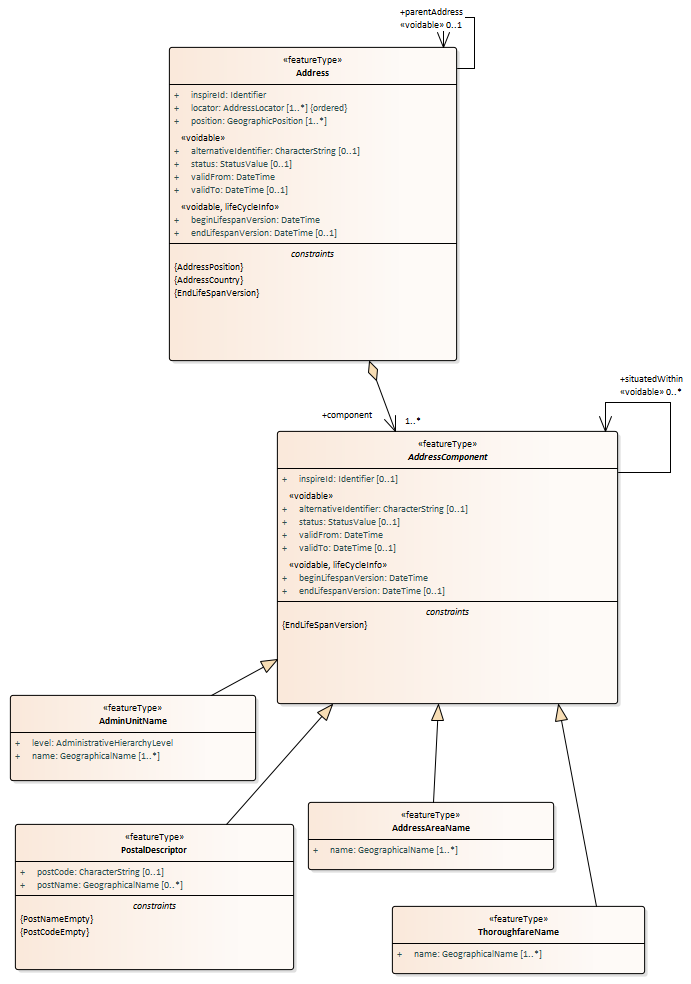 +parentAddress
«voidable» 0..1
«featureType»
Address
+ inspireId: Identifier
+ locator: AddressLocator [1..*] {ordered}
+ position: GeographicPosition [1..*]
«voidable»
+ alternativeIdentifier: CharacterString [0..1]
+ status: StatusValue [0..1]
+ validFrom: DateTime
+ validTo: DateTime [0..1]
«voidable, lifeCycleInfo»
+ beginLifespanVersion: DateTime
+ endLifespanVersion: DateTime [0..1]
constraints
{AddressPosition}
{AddressCountry}
{EndLifeSpanVersion}
+situatedWithin
«voidable» 0..*
+component
1..*
«featureType»
AddressComponent
+ inspireId: Identifier [0..1]
«voidable»
+ alternativeIdentifier: CharacterString [0..1]
+ status: StatusValue [0..1]
+ validFrom: DateTime
+ validTo: DateTime [0..1]
«voidable, lifeCycleInfo»
+ beginLifespanVersion: DateTime
+ endLifespanVersion: DateTime [0..1]
constraints
{EndLifeSpanVersion}
«featureType»
AdminUnitName
+ level: AdministrativeHierarchyLevel
+ name: GeographicalName [1..*]
«featureType»
AddressAreaName
+ name: GeographicalName [1..*]
«featureType»
PostalDescriptor
+ postCode: CharacterString [0..1]
+ postName: GeographicalName [0..*]
constraints
{PostNameEmpty}
{PostCodeEmpty}
«featureType»
ThoroughfareName
+ name: GeographicalName [1..*]